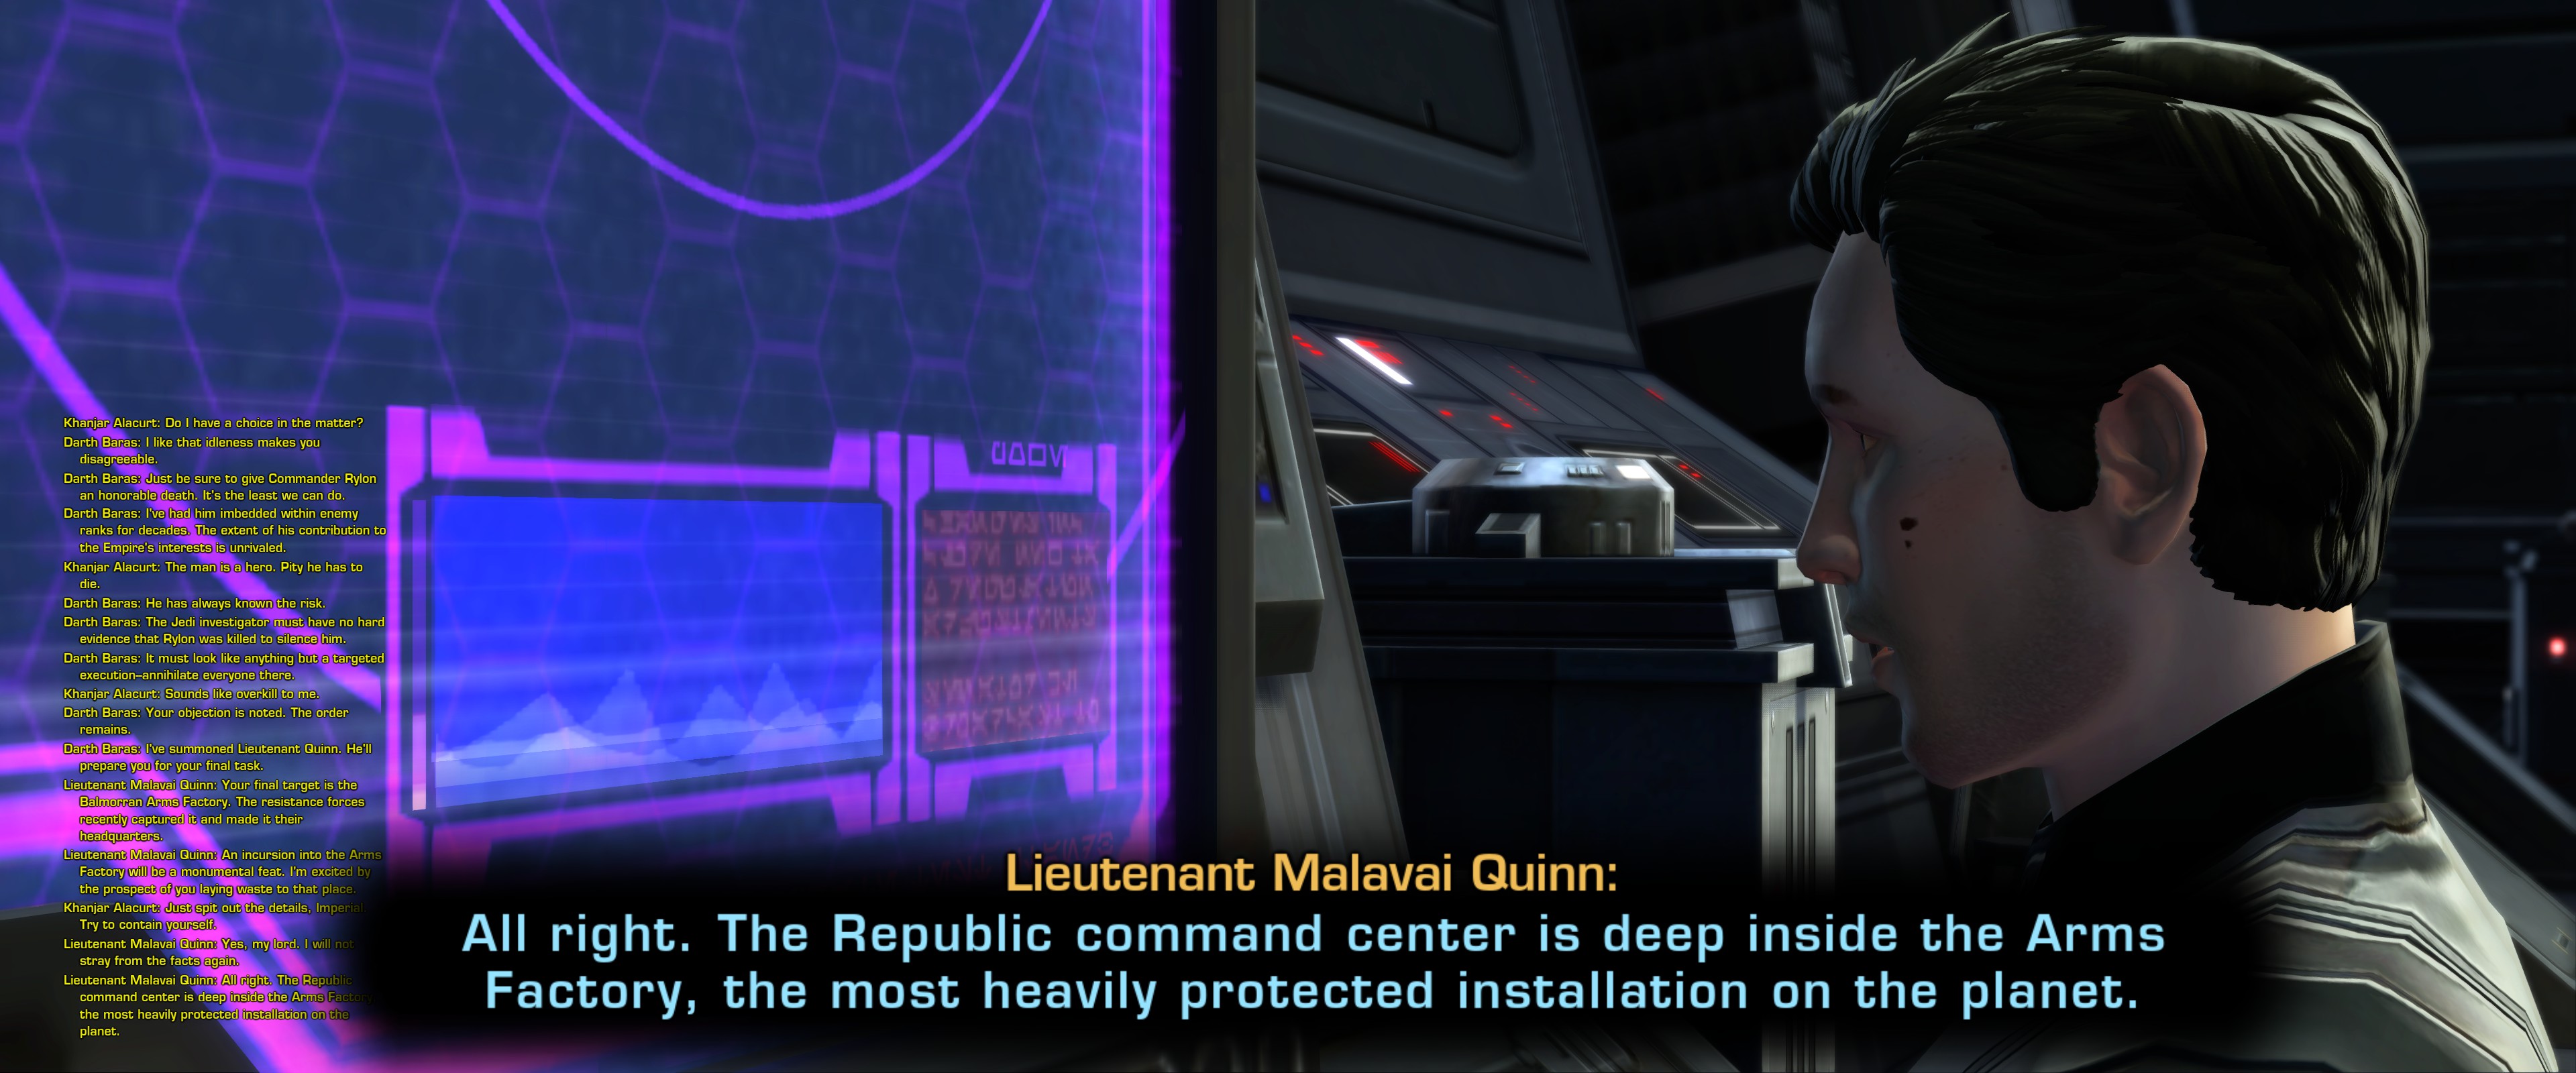 Khanjar Alacurt: Do I have a choice in the matter?
Darth Baras: I like that idleness makes you
disagreeable.
Darth Baras: Just be sure to give Commander Rylon
an honorable death. It's the least we can do.
Darth Baras: I've had him imbedded within enemy
ranks for decades. The extent of his contribution to
the Empire's interests is unrivaled.
Khanjar Alacurt: The man is a hero. Pity he has to
die.
Darth Baras: He has always known the risk.
Darth Baras: The Jedi investigator must have no hard
evidence that Rylon was killed to silence him.
Darth Baras: It must look like anything but a targeted
execution—annihilate everyone there.
Khanjar Alacurt: Sounds like overkill to me.
Darth Baras: Your objection is noted. The order
remains.
Darth Baras: I've summoned Lieutenant Quinn. He'll
prepare you for your final task.
Lieutenant Malavai Quinn: Your final target is the
Balmorran Arms Factory. The resistance forces
recently captured it and made it their
headquarters.
Lieutenant Malavai Quinn: An incursion into the Arms
Factory will be a monumental feat. I'm excited by
the prospect of you laying waste to that place.
Khanjar Alacurt: Just spit out the details, Imperial.
Try to contain yourself.
Lieutenant Malavai Quinn: Yes, my lord. I will not
stray from the facts again.
Lieutenant Malavai Quinn: All right. The Republic
command center is deep inside the Arms Factory,
the most heavily protected installation on the
planet.
Lieutenant Malavai Quinn:
All right. The Republic command center is deep inside the Arms
Factory, the most heavily protected installation on the planet.